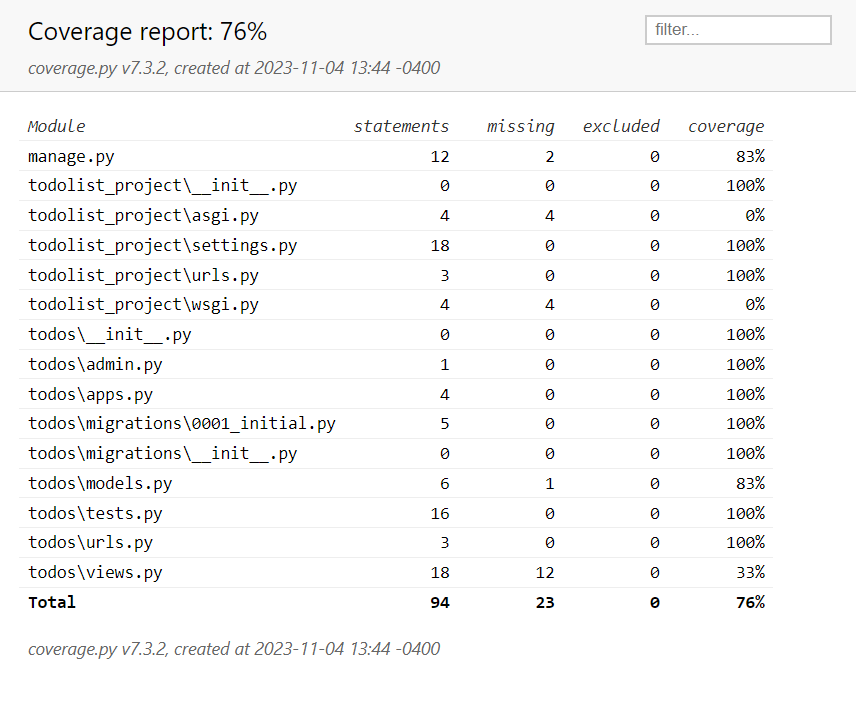 Coverage report: 76%
filter...
coverage.py v7.3.2, created at 2023-11-04 13:44 -0400
Module statements missing excluded coverage
manage.py 12 2 0 83%
todolist_project\__init__.py 0 0 0 100%
todolist_project\asgi.py 4 4 0 0%
todolist_project\settings.py 18 0 0 100%
todolist_project\urls.py 3 0 0 100%
todolist_project\wsgi.py 4 4 0 0%
todos\__init__.py 0 0 0 100%
todos\admin.py 1 0 0 100%
todos\apps.py 4 0 0 100%
todos\migrations\0001_initial.py 5 0 0 100%
todos\migrations\__init__.py 0 0 0 100%
todos\models.py 6 1 0 83%
todos\tests.py 16 0 0 100%
todos\urls.py 3 0 0 100%
todos\views.py 18 12 0 33%
Total 94 23 0 76%
coverage.py v7.3.2, created at 2023-11-04 13:44 -0400